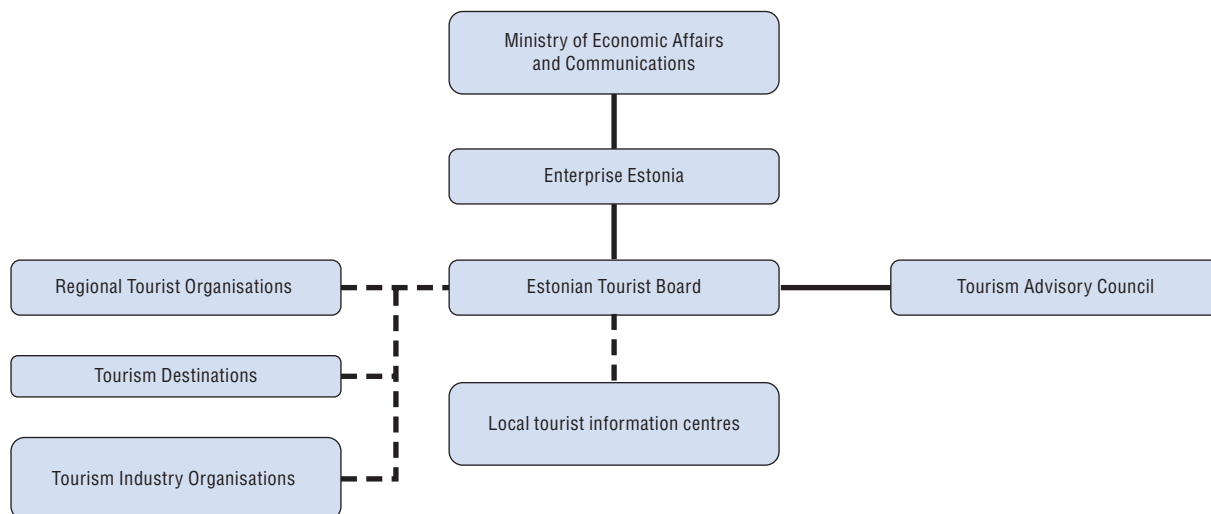 Ministry of Economic Affairs
and Communications
Enterprise Estonia
Regional Tourist Organisations
Estonian Tourist Board
Tourism Advisory Council
Tourism Destinations
Local tourist information centres
Tourism Industry Organisations